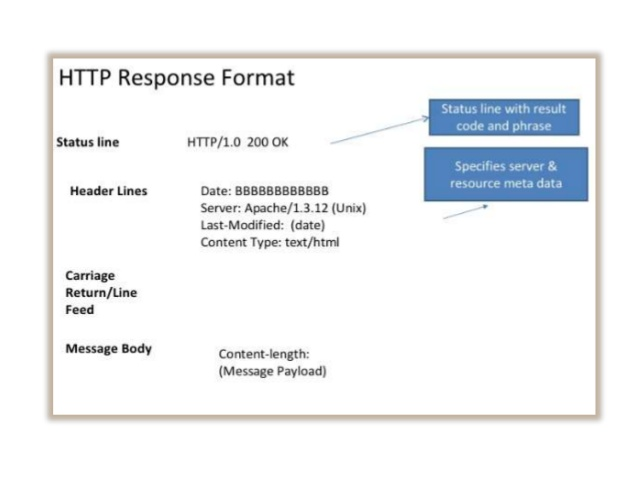 HTTP Response Format
Status line with result
code and phrase
Status line HTTP/1.0 200 OK
Specifies server &
resource meta data
Header Lines Date: BBBBBBBBBBBB
Server: Apache/1.3.12 (Unix)
Last-Modified: (date)
Content Type: text/html
Carriage
Return/Line
Feed
Message Body Content-length:
(Message Payload)